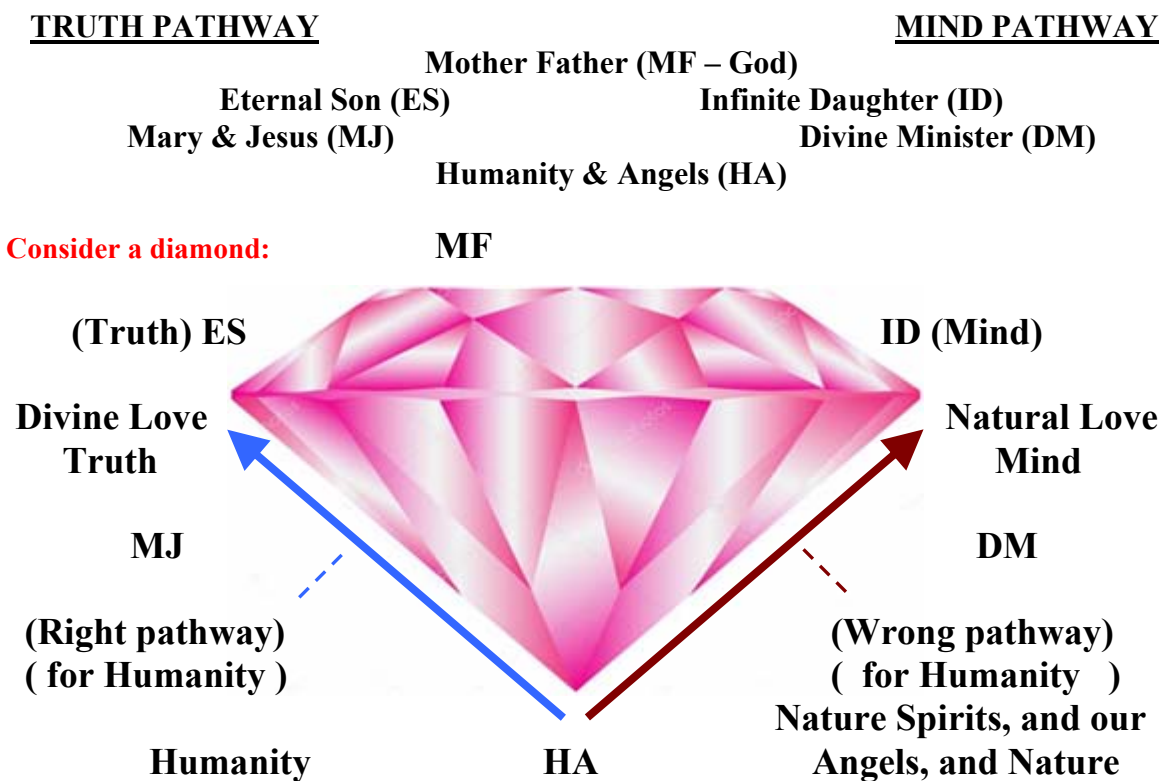 TRUTH PATHWAY MIND PATHWAY
Mother Father (MF – God)
Eternal Son (ES) Infinite Daughter (ID)
Mary & Jesus (MJ) Divine Minister (DM)
Humanity & Angels (HA)
Consider a diamond: MF
(Truth) ES ID (Mind)
Divine Love Natural Love
Truth Mind
MJ DM
(Right pathway) (Wrong pathway)
( for Humanity ) ( for Humanity )
Nature Spirits, and our
Humanity HA Angels, and Nature